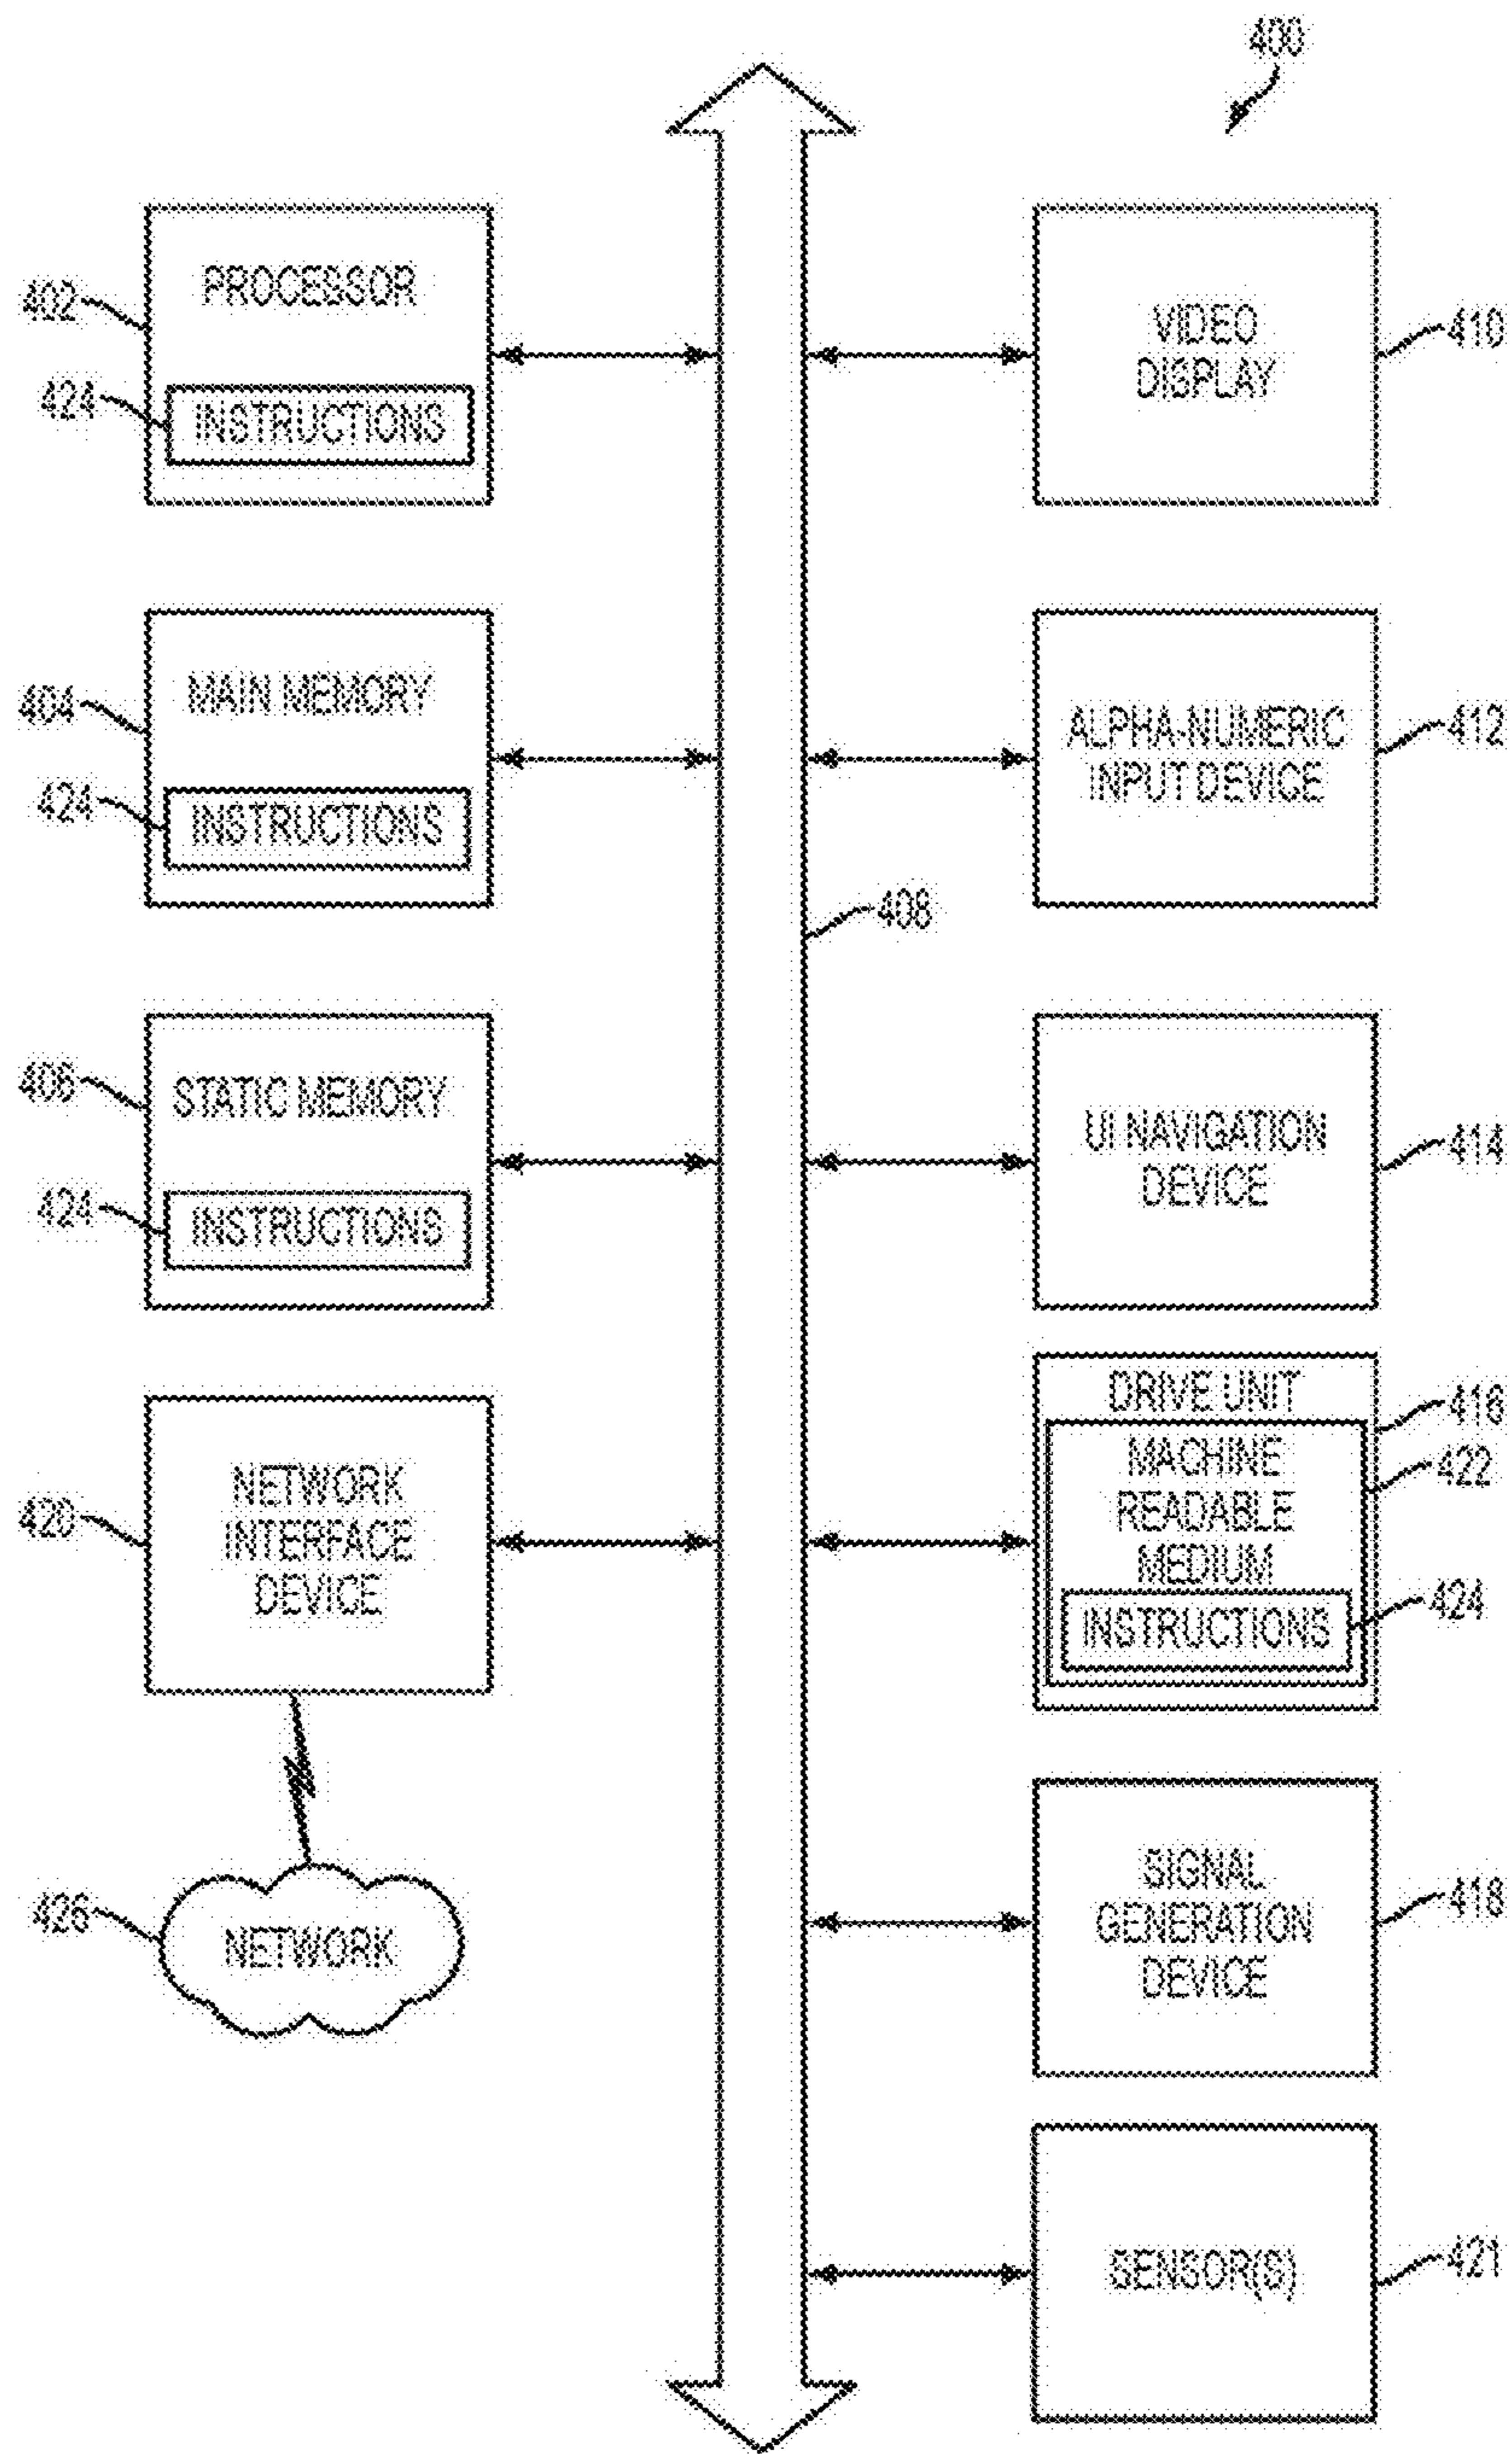 400
402
PROCESSOR
424
INSTRUCTIONS
404
MAIN MEMORY
424
INSTRUCTIONS
406
STATIC MEMORY
424
INSTRUCTIONS
420
NETWORK
INTERFACE
DEVICE
426
NETWORK
408
VIDEO
DISPLAY
410
ALPHA-NUMERIC
INPUT DEVICE
412
UI NAVIGATION
DEVICE
414
DRIVE UNIT
416
MACHINE
READABLE
MEDIUM
422
INSTRUCTIONS
424
SIGNAL
GENERATION
DEVICE
418
SENSOR(S)
421